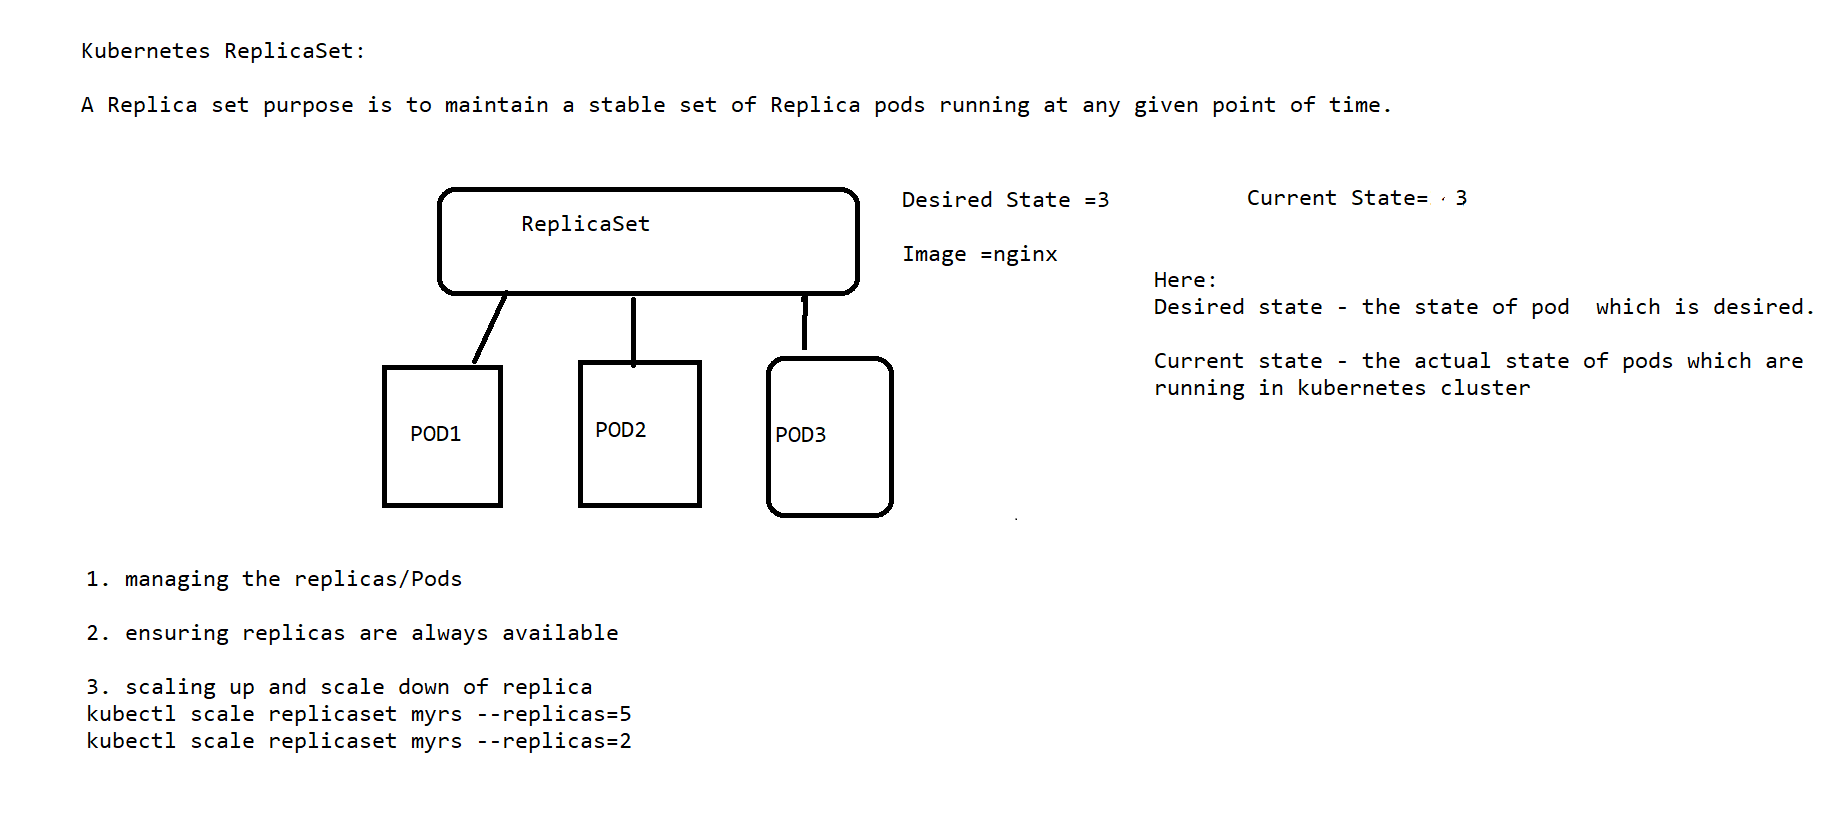 Kubernetes ReplicaSet:
A Replica set purpose is to maintain a stable set of Replica pods running at any given point of time.
ReplicaSet
Desired State =3
Current State= 3
Image =nginx
Here:
Desired state - the state of pod  which is desired.
Current state - the actual state of pods which are
running in kubernetes cluster
POD1
POD2
POD3
1. managing the replicas/Pods
2. ensuring replicas are always available
3. scaling up and scale down of replica
kubectl scale replicaset myrs --replicas=5
kubectl scale replicaset myrs --replicas=2